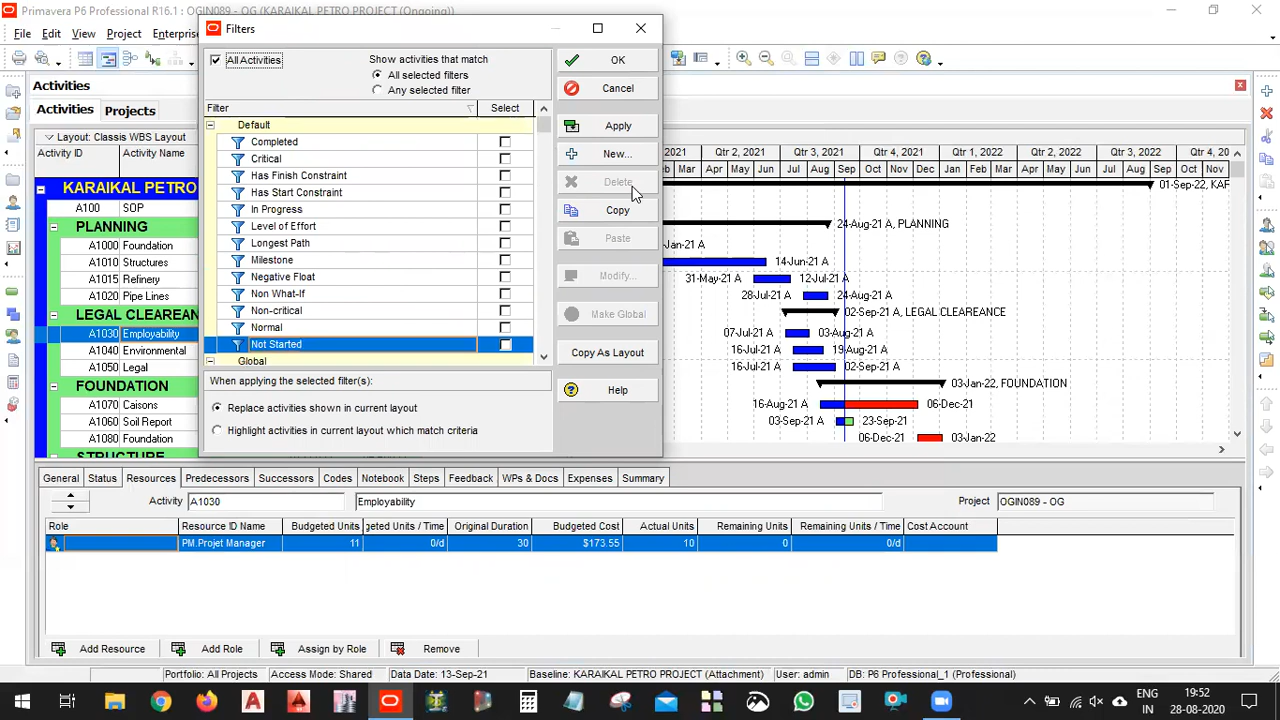 Primavera P6 Professional R16.1 : OGIN089 - OG (KARAIKAL PETRO PROJECT (Ongoing)
File Edit View Project Enterprise
Activities
Activities Projects
Layout: Classis WBS Layout
Activity ID Activity Name
KARAIKAL PETRO
A100 SOP
PLANNING
A1000 Foundation
A1010 Structures
A1015 Refinery
A1020 Pipe Lines
LEGAL CLEAREANCE
A1030 Employability
A1040 Environmental
A1050 Legal
FOUNDATION
A1070 Caisons
A1060 Soil Report
A1080 Foundation
STRUCTURE
Filters
All Activities
Show activities that match
All selected filters
Any selected filter
Filter Select
Default
Completed
Critical
Has Finish Constraint
Has Start Constraint
In Progress
Level of Effort
Longest Path
Milestone
Negative Float
Non What-If
Non-critical
Normal
Not Started
Global
When applying the selected filter(s):
Replace activities shown in current layout
Highlight activities in current layout which match criteria
OK
Cancel
Apply
New...
Delete
Copy
Paste
Modify...
Make Global
Copy As Layout
Help
2021 Qtr 2, 2021 Qtr 3, 2021 Qtr 4, 2021 Qtr 1, 2022 Qtr 2, 2022 Qtr 3, 2022 Qtr 4, 20
Mar Apr May Jun Jul Aug Sep Oct Nov Dec Jan Feb Mar Apr May Jun Jul Aug Sep Oct Nov
01-Sep-22, KAF
24-Aug-21 A, PLANNING
14-Jun-21 A
31-May-21 A 12-Jul-21 A
28-Jul-21 A 24-Aug-21 A
02-Sep-21 A, LEGAL CLEAREANCE
07-Jul-21 A 03-Aug-21 A
16-Jul-21 A 19-Aug-21 A
16-Jul-21 A 02-Sep-21 A
03-Jan-22, FOUNDATION
16-Aug-21 A 06-Dec-21
03-Sep-21 A 23-Sep-21
06-Dec-21 03-Jan-22
General Status Resources Predecessors Successors Codes Notebook Steps Feedback WPs & Docs Expenses Summary
Activity A1030 Employability Project OGIN089 - OG
Role Resource ID Name Budgeted Units geted Units / Time Original Duration Budgeted Cost Actual Units Remaining Units Remaining Units / Time Cost Account
PM.Projet Manager 11 0/d 30 $173.55 10 0 0/d
Add Resource Add Role Assign by Role Remove
Portfolio: All Projects Access Mode: Shared Data Date: 13-Sep-21 Baseline: KARAIKAL PETRO PROJECT (Attachment) User: admin DB: P6 Professional_1 (Professional)
ENG
IN
19:52
28-08-2020